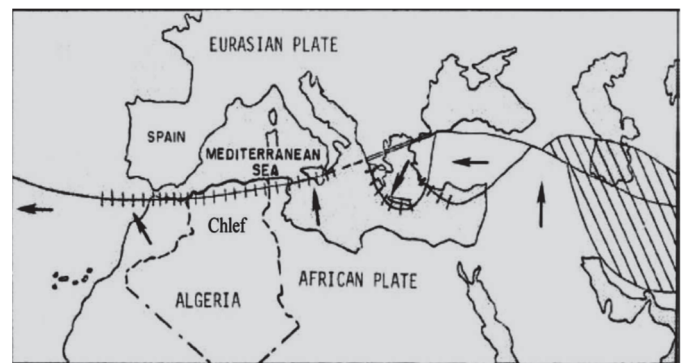 EURASIAN PLATE
SPAIN
MEDITERRANEAN
SEA
Chlef
ALGERIA
AFRICAN PLATE